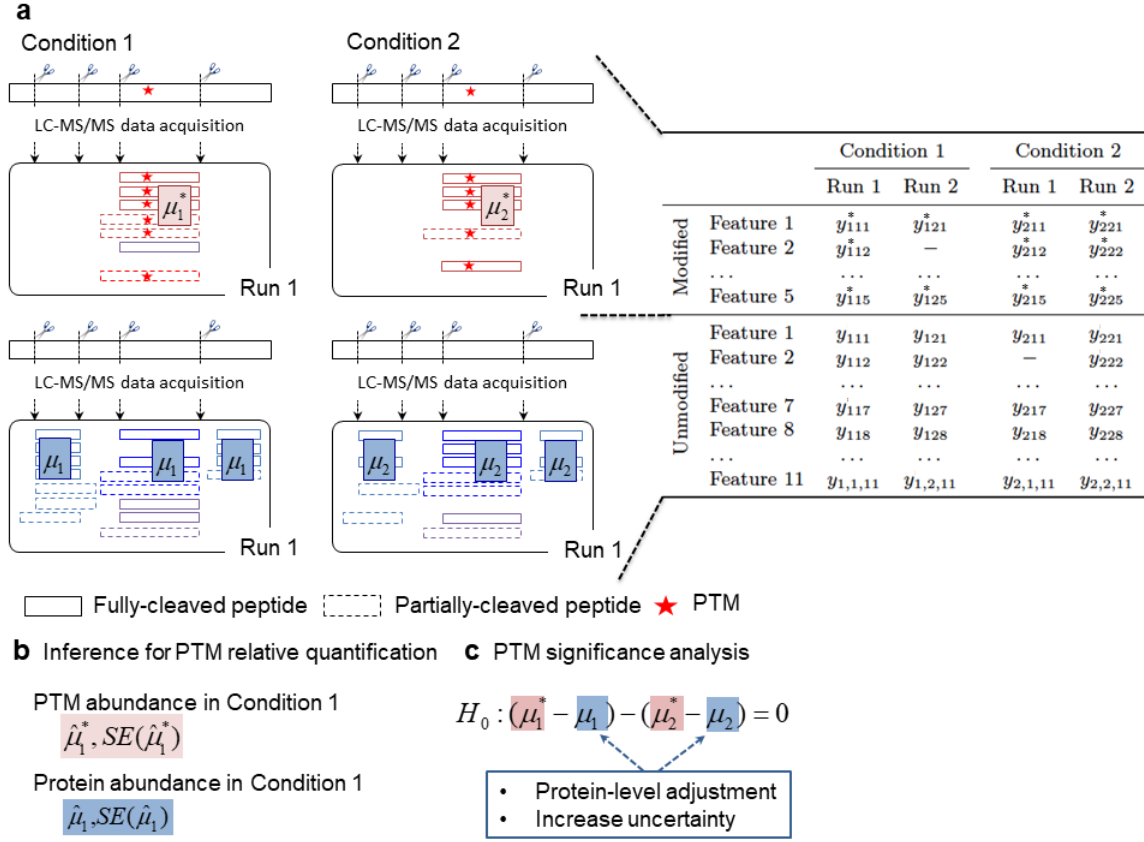 a
Condition 1
Condition 2
LC-MS/MS data acquisition
LC-MS/MS data acquisition
μ₁*
μ₂*
Run 1
Run 1
LC-MS/MS data acquisition
LC-MS/MS data acquisition
μ₁ μ₁ μ₁
μ₂ μ₂ μ₂
Run 1
Run 1
Fully-cleaved peptide Partially-cleaved peptide PTM
Condition 1 Condition 2
Run 1 Run 2 Run 1 Run 2
Modified
Feature 1 y*₁₁₁ y*₁₂₁ y*₂₁₁ y*₂₂₁
Feature 2 y*₁₁₂ – y*₂₁₂ y*₂₂₂
... ... ... ... ...
Feature 5 y*₁₁₅ y*₁₂₅ y*₂₁₅ y*₂₂₅
Unmodified
Feature 1 y₁₁₁ y₁₂₁ y₂₁₁ y₂₂₁
Feature 2 y₁₁₂ y₁₂₂ – y₂₂₂
... ... ... ... ...
Feature 7 y₁₁₇ y₁₂₇ y₂₁₇ y₂₂₇
Feature 8 y₁₁₈ y₁₂₈ y₂₁₈ y₂₂₈
... ... ... ... ...
Feature 11 y₁,₁,₁₁ y₁,₂,₁₁ y₂,₁,₁₁ y₂,₂,₁₁
b Inference for PTM relative quantification
PTM abundance in Condition 1
μ̂₁*, SE(μ̂₁*)
Protein abundance in Condition 1
μ̂₁, SE(μ̂₁)
c PTM significance analysis
H₀ : (μ₁* − μ₁) − (μ₂* − μ₂) = 0
• Protein-level adjustment
• Increase uncertainty